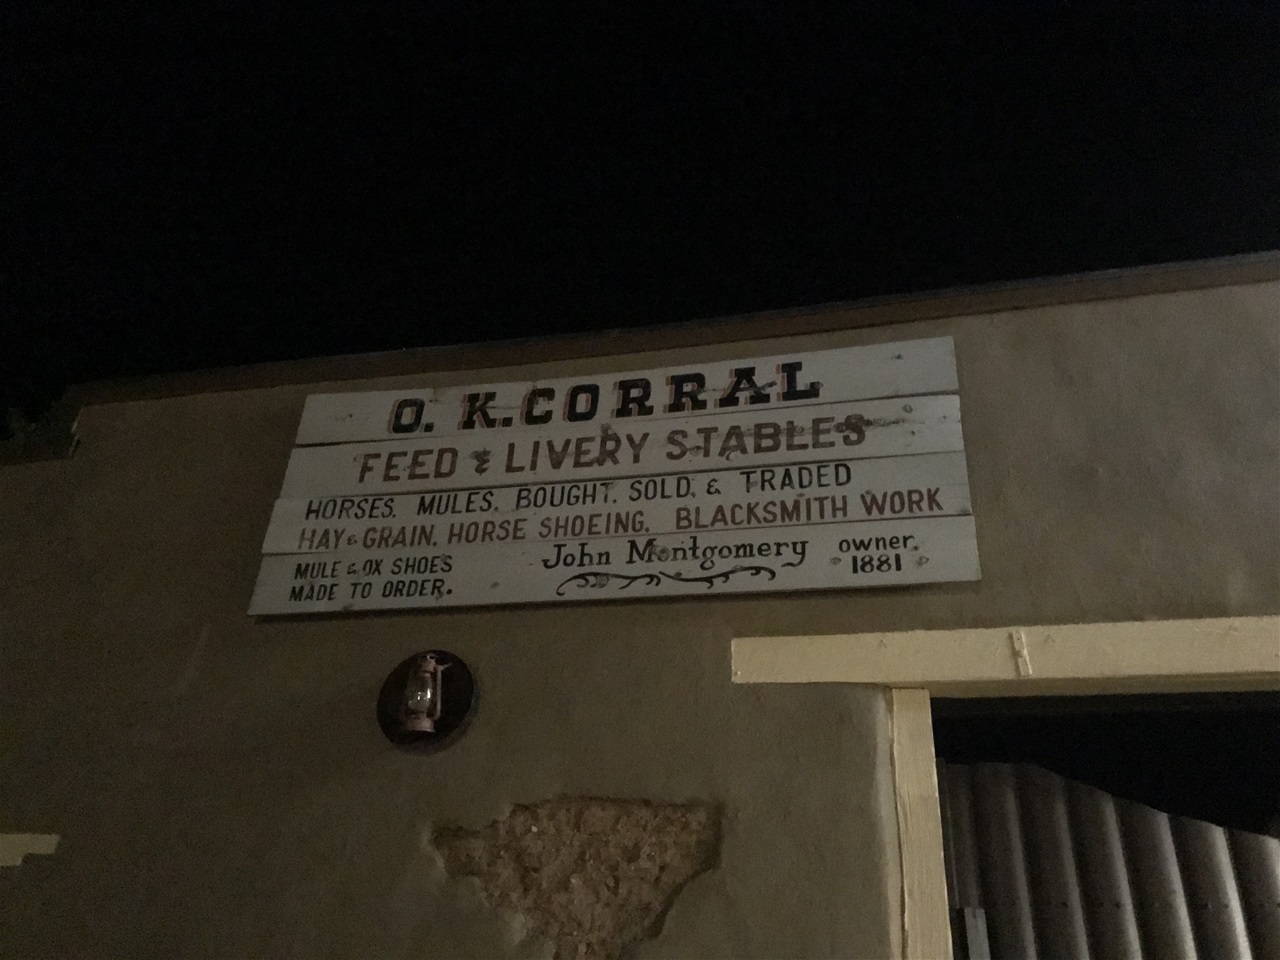 O. K. CORRAL
FEED & LIVERY STABLES
HORSES, MULES, BOUGHT, SOLD, & TRADED
HAY & GRAIN, HORSE SHOEING, BLACKSMITH WORK
MULE & OX SHOES
MADE TO ORDER.
John Montgomery owner.
1881